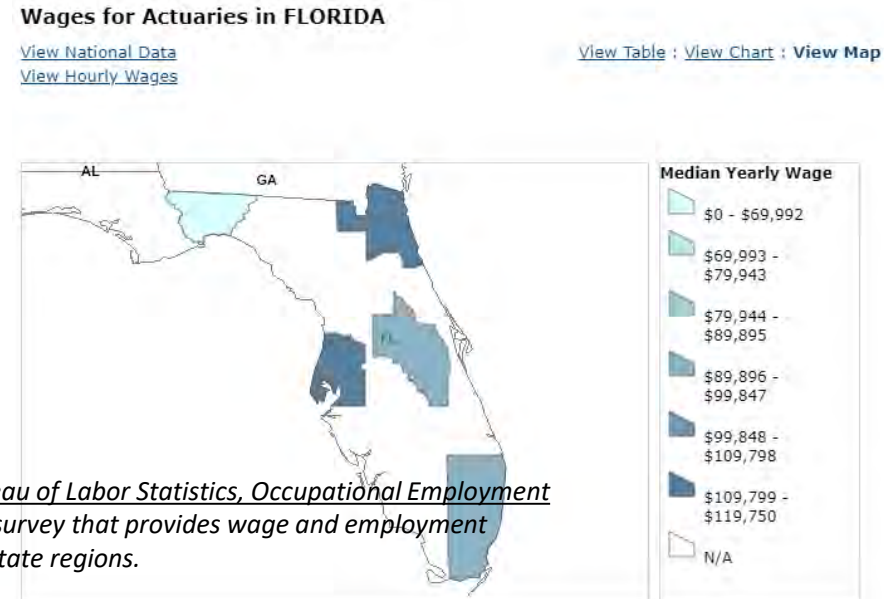 Wages for Actuaries in FLORIDA
View National Data
View Table : View Chart : View Map
View Hourly Wages
AL
GA
FL
Median Yearly Wage
$0 - $69,992
$69,993 -
$79,943
$79,944 -
$89,895
$89,896 -
$99,847
$99,848 -
$109,798
$109,799 -
$119,750
N/A
au of Labor Statistics, Occupational Employment
survey that provides wage and employment
tate regions.